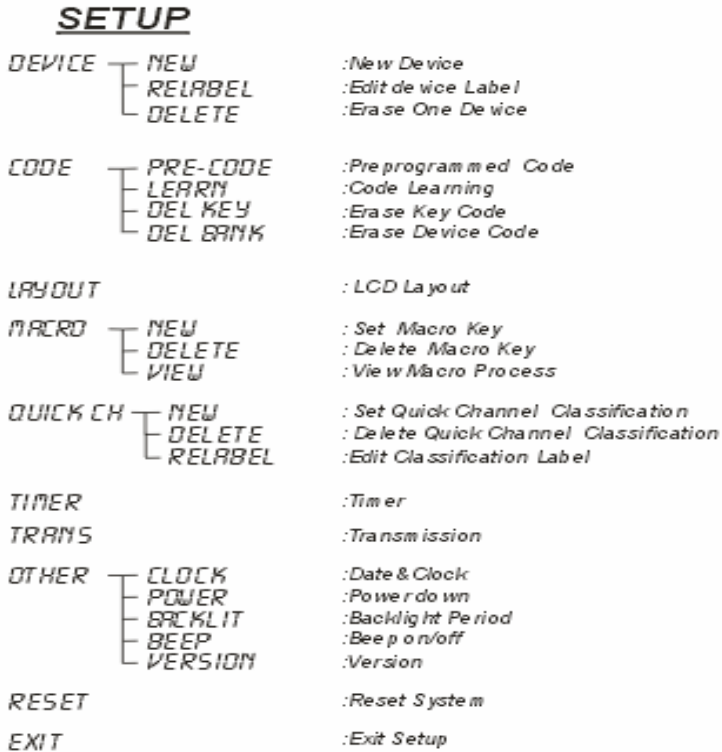 SETUP
DEVICE NEW :New Device
RELABEL :Edit device Label
DELETE :Erase One Device
CODE PRE-CODE :Preprogrammed Code
LEARN :Code Learning
DEL KEY :Erase Key Code
DEL BANK :Erase Device Code
LAYOUT : LCD Layout
MACRO NEW : Set Macro Key
DELETE : Delete Macro Key
VIEW : View Macro Process
QUICK CH NEW : Set Quick Channel Classification
DELETE : Delete Quick Channel Classification
RELABEL :Edit Classification Label
TIMER :Timer
TRANS :Transmission
OTHER CLOCK :Date&Clock
POWER :Power down
BACKLIT :Backlight Period
BEEP :Beep on/off
VERSION :Version
RESET :Reset System
EXIT :Exit Setup